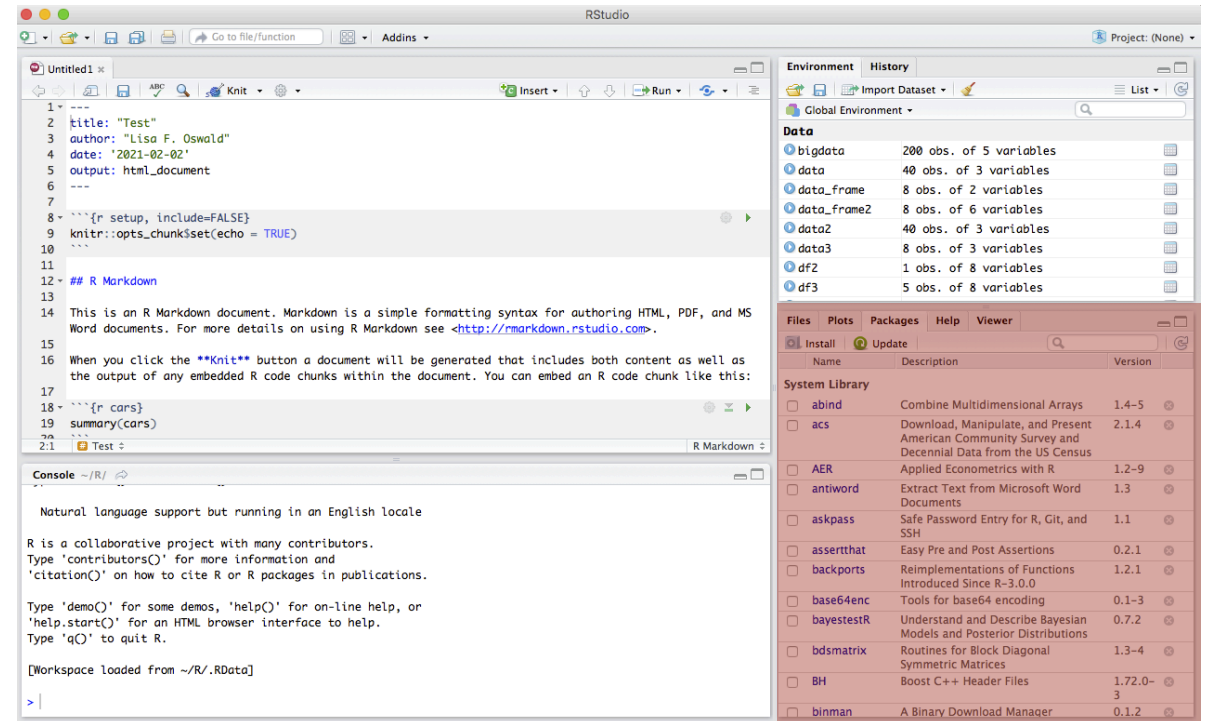 RStudio
Go to file/function
Addins
Project: (None)
Untitled1
ABC
Knit
Insert
Run
1 ---
2 title: "Test"
3 author: "Lisa F. Oswald"
4 date: '2021-02-02'
5 output: html_document
6 ---
7
8 ```{r setup, include=FALSE}
9 knitr::opts_chunk$set(echo = TRUE)
10 ```
11
12 ## R Markdown
13
14 This is an R Markdown document. Markdown is a simple formatting syntax for authoring HTML, PDF, and MS
Word documents. For more details on using R Markdown see <http://rmarkdown.rstudio.com>.
15
16 When you click the **Knit** button a document will be generated that includes both content as well as
the output of any embedded R code chunks within the document. You can embed an R code chunk like this:
17
18 ```{r cars}
19 summary(cars)
20 ```
2:1 # Test R Markdown
Console ~/R/
Natural language support but running in an English locale
R is a collaborative project with many contributors.
Type 'contributors()' for more information and
'citation()' on how to cite R or R packages in publications.
Type 'demo()' for some demos, 'help()' for on-line help, or
'help.start()' for an HTML browser interface to help.
Type 'q()' to quit R.
[Workspace loaded from ~/R/.RData]
>
Environment History
Import Dataset List
Global Environment
Data
bigdata 200 obs. of 5 variables
data 40 obs. of 3 variables
data_frame 8 obs. of 2 variables
data_frame2 8 obs. of 6 variables
data2 40 obs. of 3 variables
data3 8 obs. of 3 variables
df2 1 obs. of 8 variables
df3 5 obs. of 8 variables
Files Plots Packages Help Viewer
Install Update
Name Description Version
System Library
abind Combine Multidimensional Arrays 1.4-5
acs Download, Manipulate, and Present 2.1.4
American Community Survey and
Decennial Data from the US Census
AER Applied Econometrics with R 1.2-9
antiword Extract Text from Microsoft Word 1.3
Documents
askpass Safe Password Entry for R, Git, and 1.1
SSH
assertthat Easy Pre and Post Assertions 0.2.1
backports Reimplementations of Functions 1.2.1
Introduced Since R-3.0.0
base64enc Tools for base64 encoding 0.1-3
bayestestR Understand and Describe Bayesian 0.7.2
Models and Posterior Distributions
bdsmatrix Routines for Block Diagonal 1.3-4
Symmetric Matrices
BH Boost C++ Header Files 1.72.0-
3
binman A Binary Download Manager 0.1.2